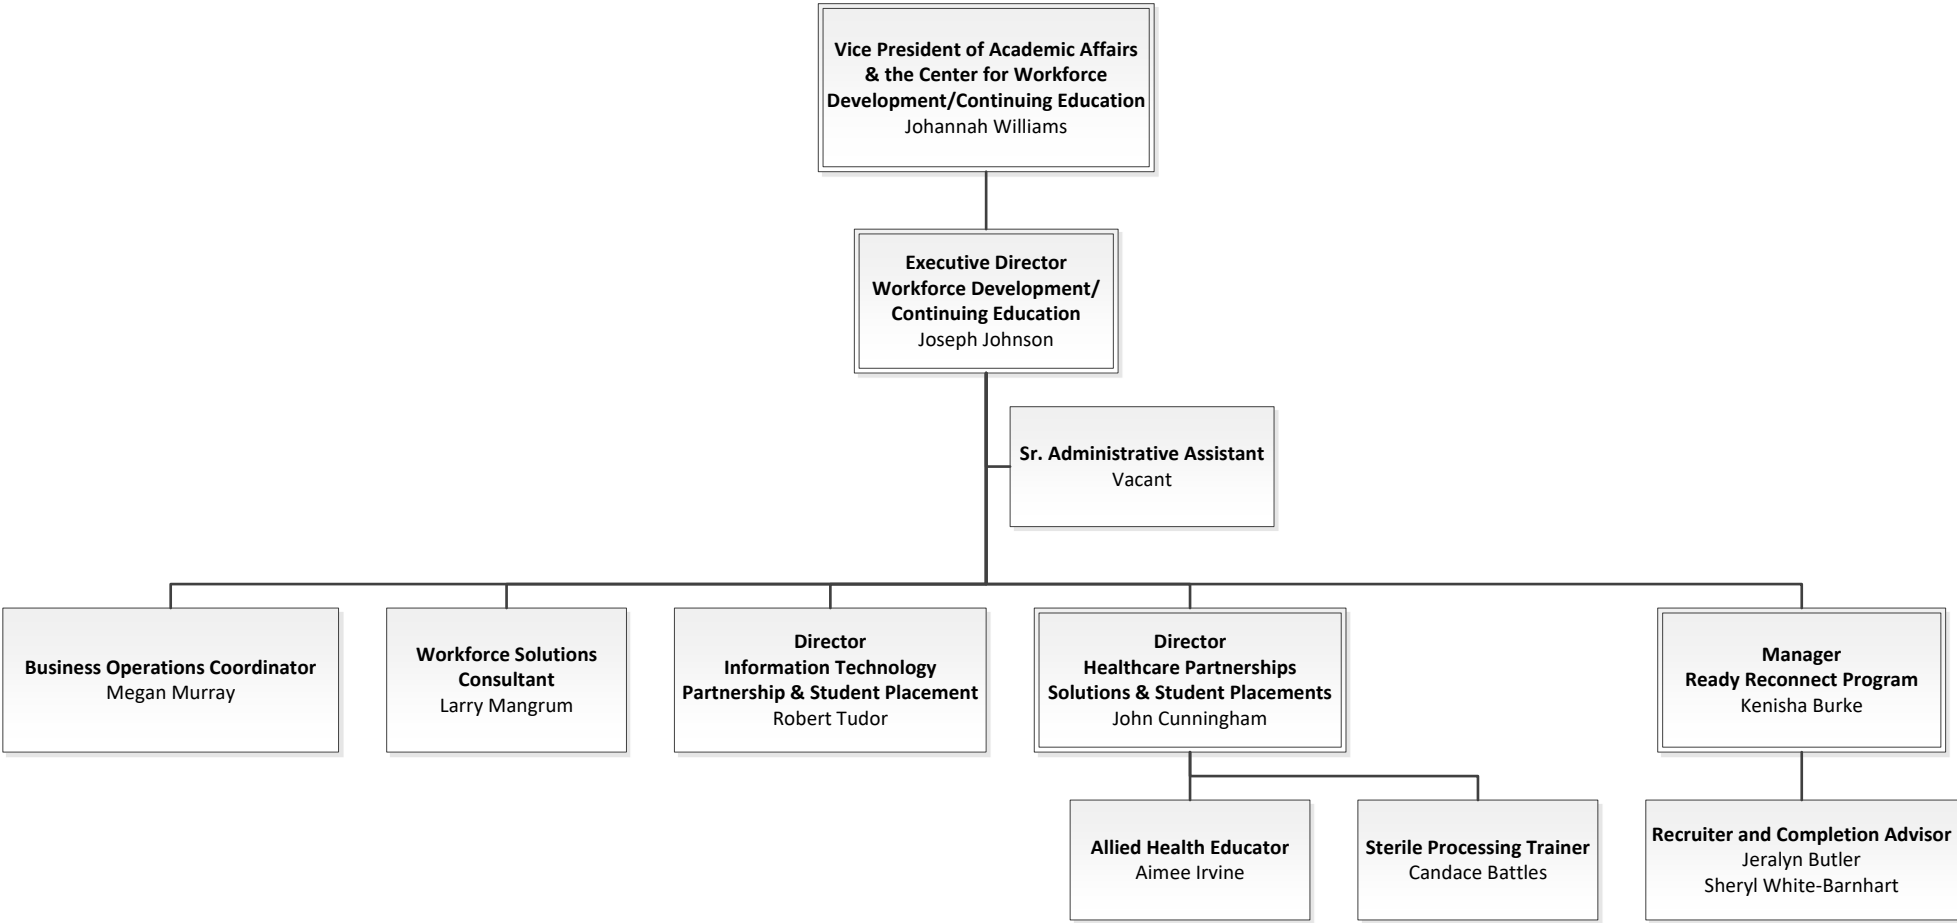 Vice President of Academic Affairs
& the Center for Workforce
Development/Continuing Education
Johannah Williams
Executive Director
Workforce Development/
Continuing Education
Joseph Johnson
Sr. Administrative Assistant
Vacant
Business Operations Coordinator
Megan Murray
Workforce Solutions
Consultant
Larry Mangrum
Director
Information Technology
Partnership & Student Placement
Robert Tudor
Director
Healthcare Partnerships
Solutions & Student Placements
John Cunningham
Manager
Ready Reconnect Program
Kenisha Burke
Allied Health Educator
Aimee Irvine
Sterile Processing Trainer
Candace Battles
Recruiter and Completion Advisor
Jeralyn Butler
Sheryl White-Barnhart